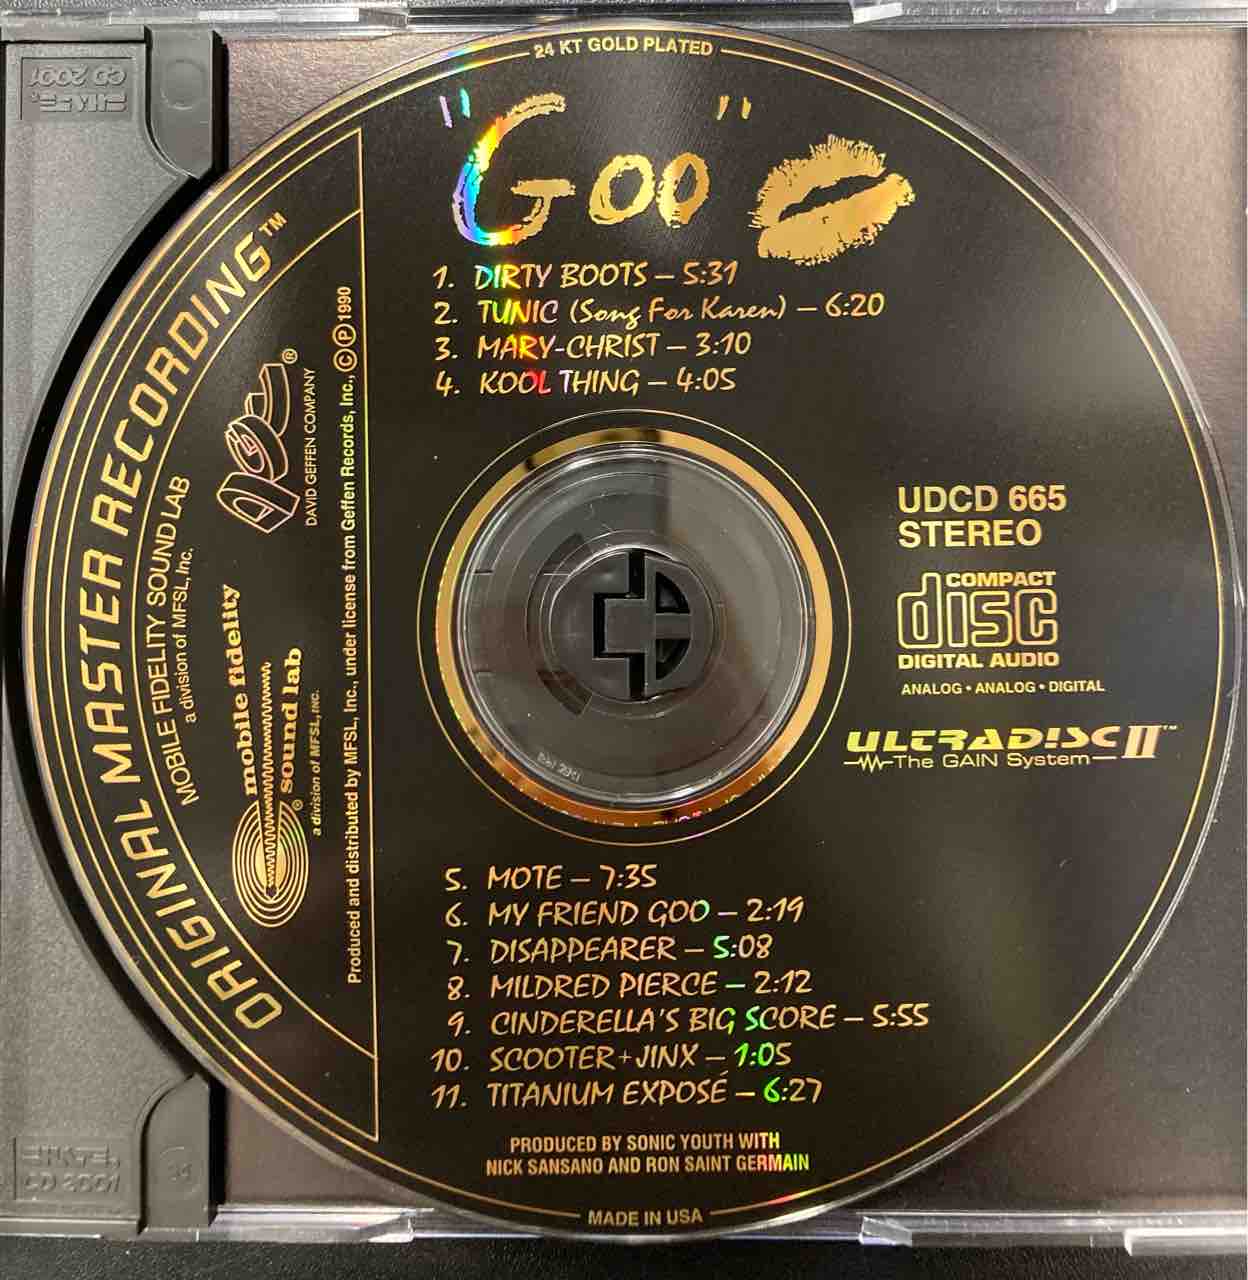 24 KT GOLD PLATED
"Goo"
1. DIRTY BOOTS – 5:31
2. TUNIC (Song For Karen) – 6:20
3. MARY-CHRIST – 3:10
4. KOOL THING – 4:05
UDCD 665
STEREO
COMPACT
disc
DIGITAL AUDIO
ANALOG • ANALOG • DIGITAL
ULTRADISC II™
The GAIN System
5. MOTE – 7:35
6. MY FRIEND GOO – 2:19
7. DISAPPEARER – 5:08
8. MILDRED PIERCE – 2:12
9. CINDERELLA'S BIG SCORE – 5:55
10. SCOOTER + JINX – 1:05
11. TITANIUM EXPOSÉ – 6:27
PRODUCED BY SONIC YOUTH WITH
NICK SANSANO AND RON SAINT GERMAIN
MADE IN USA
ORIGINAL MASTER RECORDING™
MOBILE FIDELITY SOUND LAB
a division of MFSL, Inc.
mobile fidelity
sound lab®
a division of MFSL, INC.
DGC®
DAVID GEFFEN COMPANY
Produced and distributed by MFSL, Inc., under license from Geffen Records, Inc., © ℗ 1990
CD 2001
CD 2001